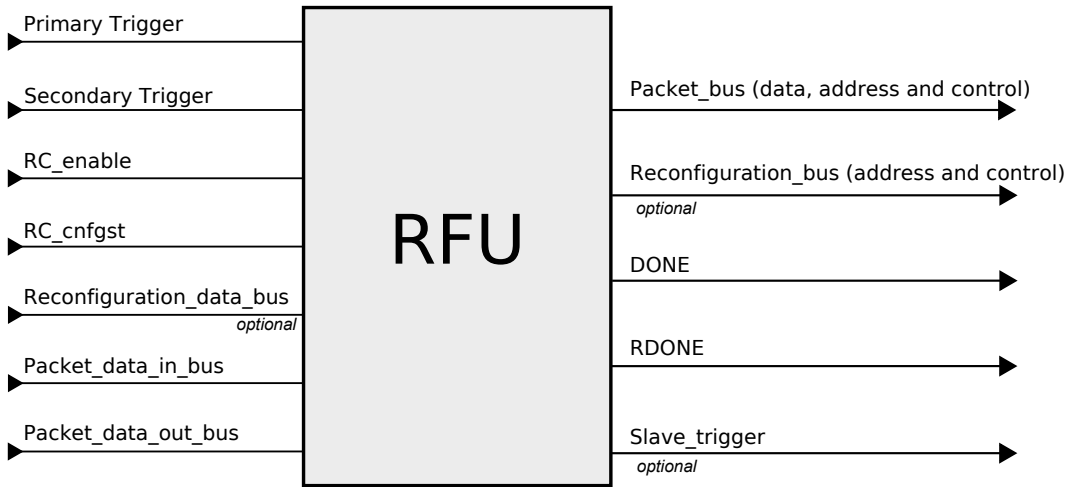 Primary Trigger
Secondary Trigger
RC_enable
RC_cnfgst
Reconfiguration_data_bus
optional
Packet_data_in_bus
Packet_data_out_bus
RFU
Packet_bus (data, address and control)
Reconfiguration_bus (address and control)
optional
DONE
RDONE
Slave_trigger
optional